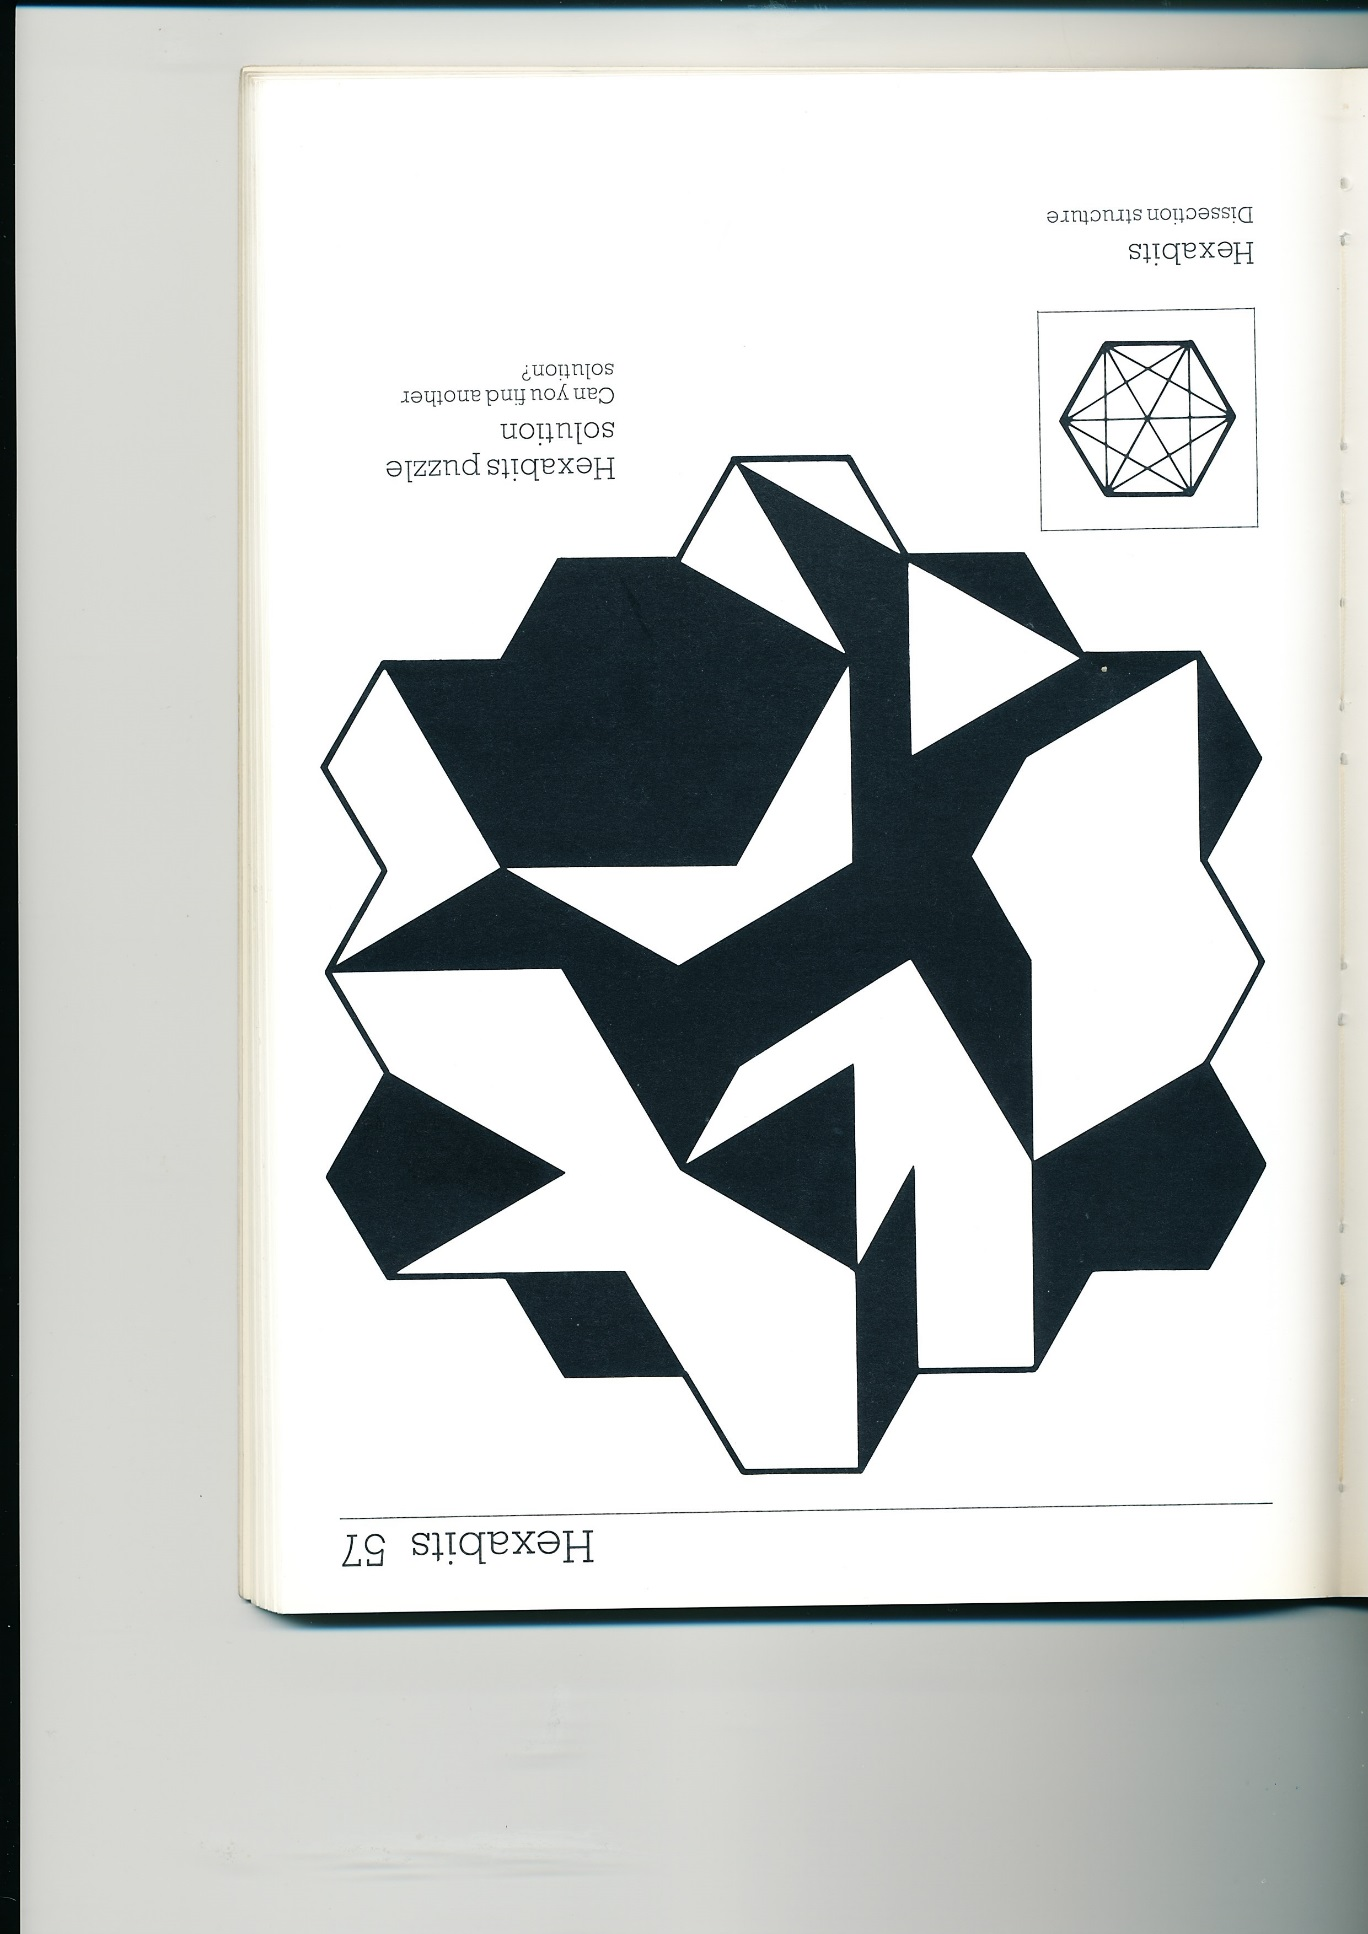 Hexabits 57
Hexabits puzzle
solution
Can you find another
solution?
Hexabits
Dissection structure